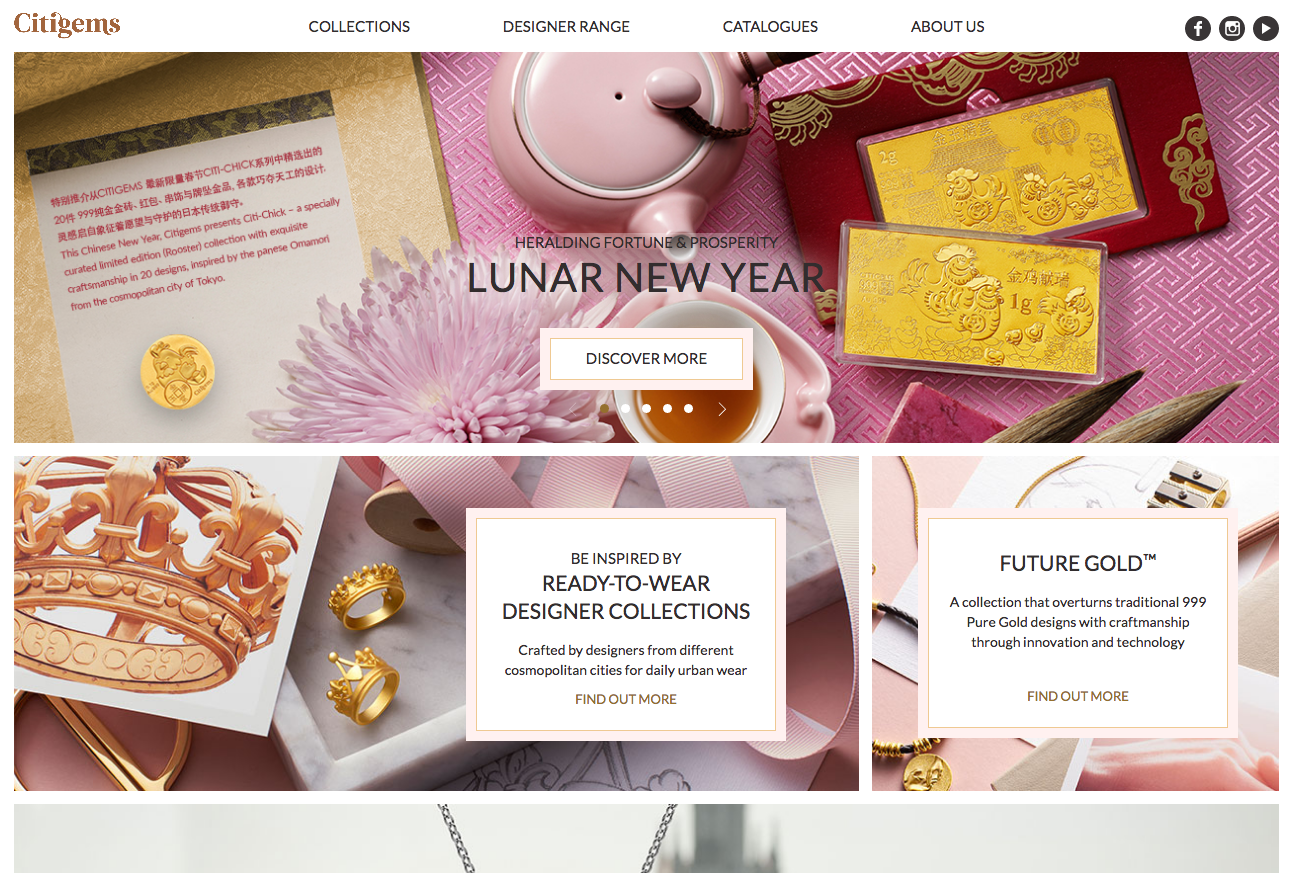 Citigems
COLLECTIONS
DESIGNER RANGE
CATALOGUES
ABOUT US
特别推介从CITIGEMS 最新限量春节CITI-CHICK系列中精选出的
20件 999纯金金砖、红包、串饰与牌坠金品, 各款巧夺天工的设计,
灵感启自象征着愿望与守护的日本传统御守。
This Chinese New Year, Citigems presents Citi-Chick – a specially
curated limited edition (Rooster) collection with exquisite
craftsmanship in 20 designs, inspired by the panese Omamori
from the cosmopolitan city of Tokyo.
2g
金鸡献瑞
1g
HERALDING FORTUNE & PROSPERITY
LUNAR NEW YEAR
DISCOVER MORE
BE INSPIRED BY
READY-TO-WEAR
DESIGNER COLLECTIONS
Crafted by designers from different
cosmopolitan cities for daily urban wear
FIND OUT MORE
FUTURE GOLD™
A collection that overturns traditional 999
Pure Gold designs with craftmanship
through innovation and technology
FIND OUT MORE